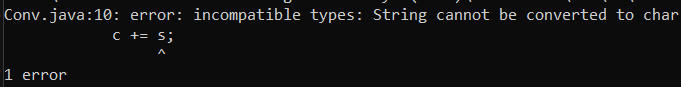 Conv.java:10: error: incompatible types: String cannot be converted to char
c += s;
^
1 error